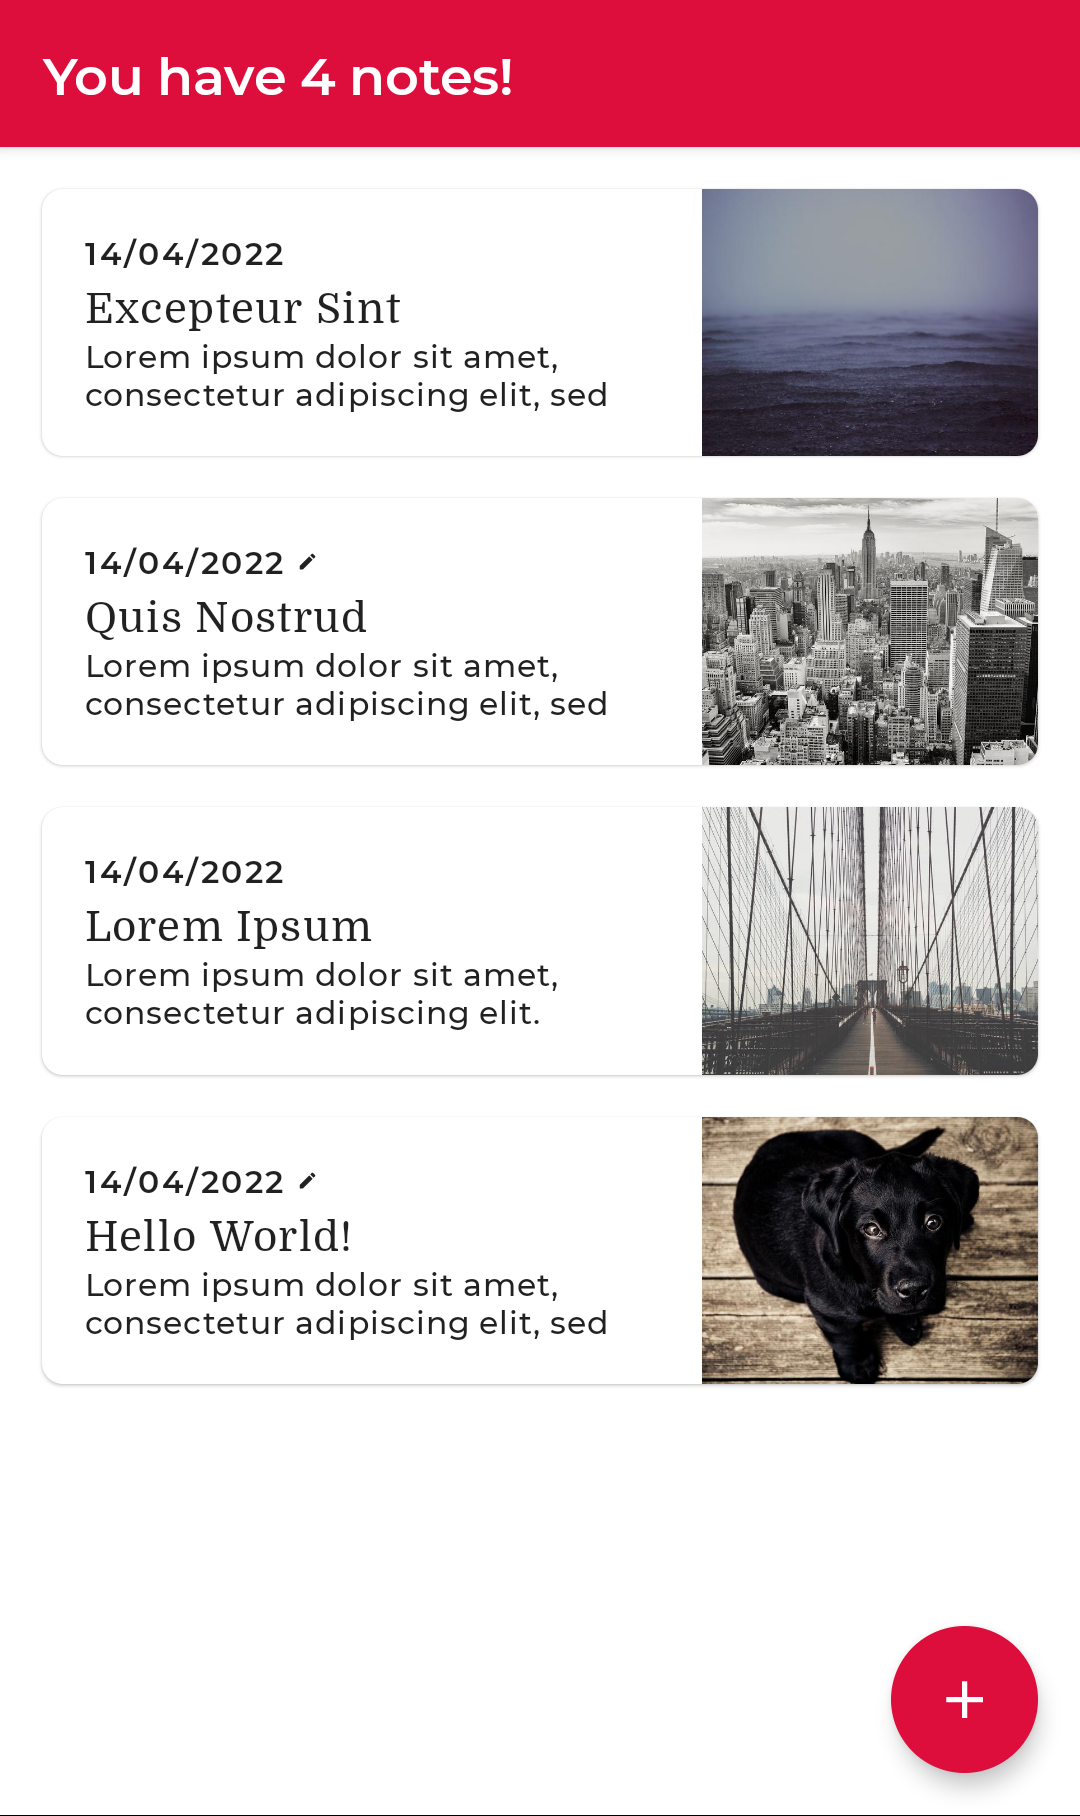 You have 4 notes!
14/04/2022
Excepteur Sint
Lorem ipsum dolor sit amet,
consectetur adipiscing elit, sed
14/04/2022
Quis Nostrud
Lorem ipsum dolor sit amet,
consectetur adipiscing elit, sed
14/04/2022
Lorem Ipsum
Lorem ipsum dolor sit amet,
consectetur adipiscing elit.
14/04/2022
Hello World!
Lorem ipsum dolor sit amet,
consectetur adipiscing elit, sed